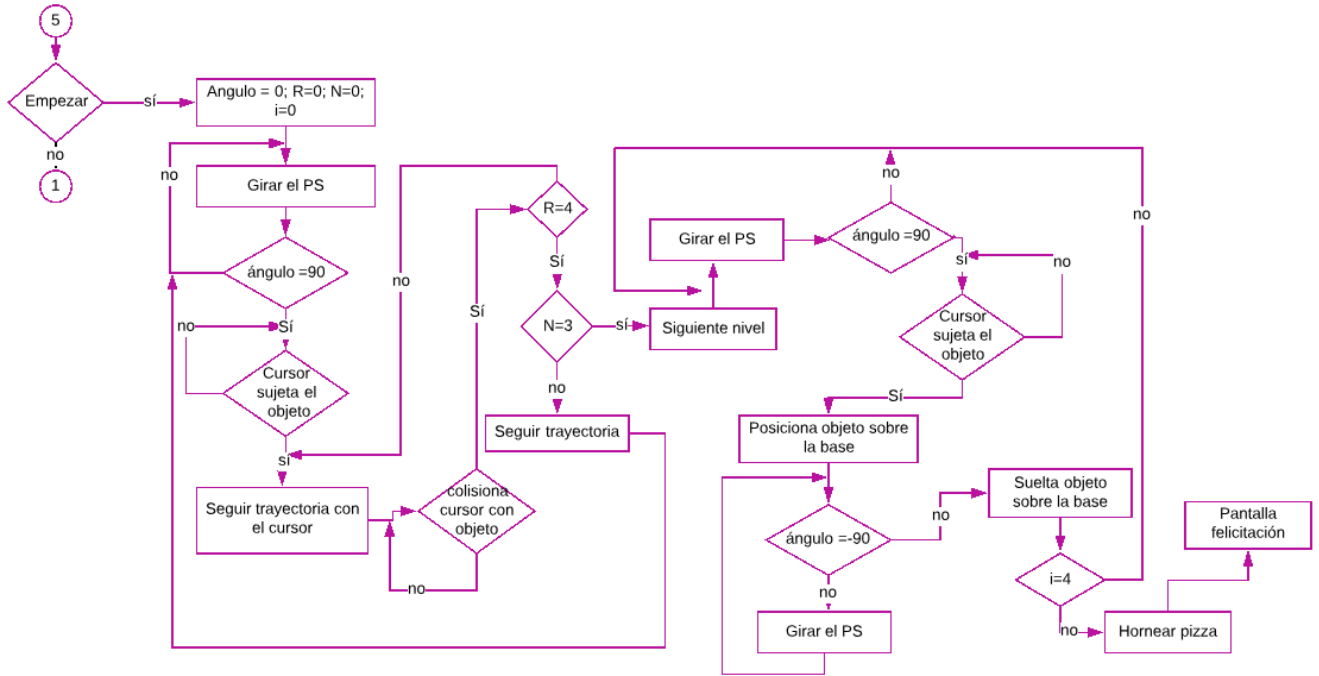 5
Empezar
sí
no
1
Angulo = 0; R=0; N=0;
i=0
no
Girar el PS
ángulo =90
no
Sí
Cursor
sujeta el
objeto
sí
Seguir trayectoria con
el cursor
no
colisiona
cursor con
objeto
no
Sí
R=4
Sí
N=3
sí
no
Seguir trayectoria
Siguiente nivel
Girar el PS
no
ángulo =90
sí
no
Cursor
sujeta el
objeto
Sí
Posiciona objeto sobre
la base
ángulo =-90
no
no
Girar el PS
Suelta objeto
sobre la base
i=4
no
no
Hornear pizza
Pantalla
felicitación